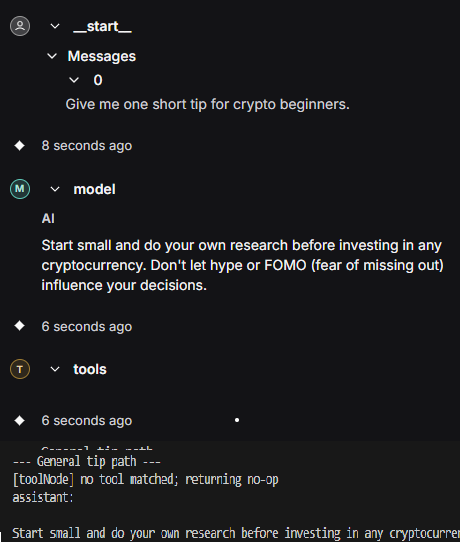 __start__
Messages
0
Give me one short tip for crypto beginners.
8 seconds ago
M
model
AI
Start small and do your own research before investing in any
cryptocurrency. Don't let hype or FOMO (fear of missing out)
influence your decisions.
6 seconds ago
T
tools
6 seconds ago
--- General tip path ---
[toolNode] no tool matched; returning no-op
assistant:
Start small and do your own research before investing in any